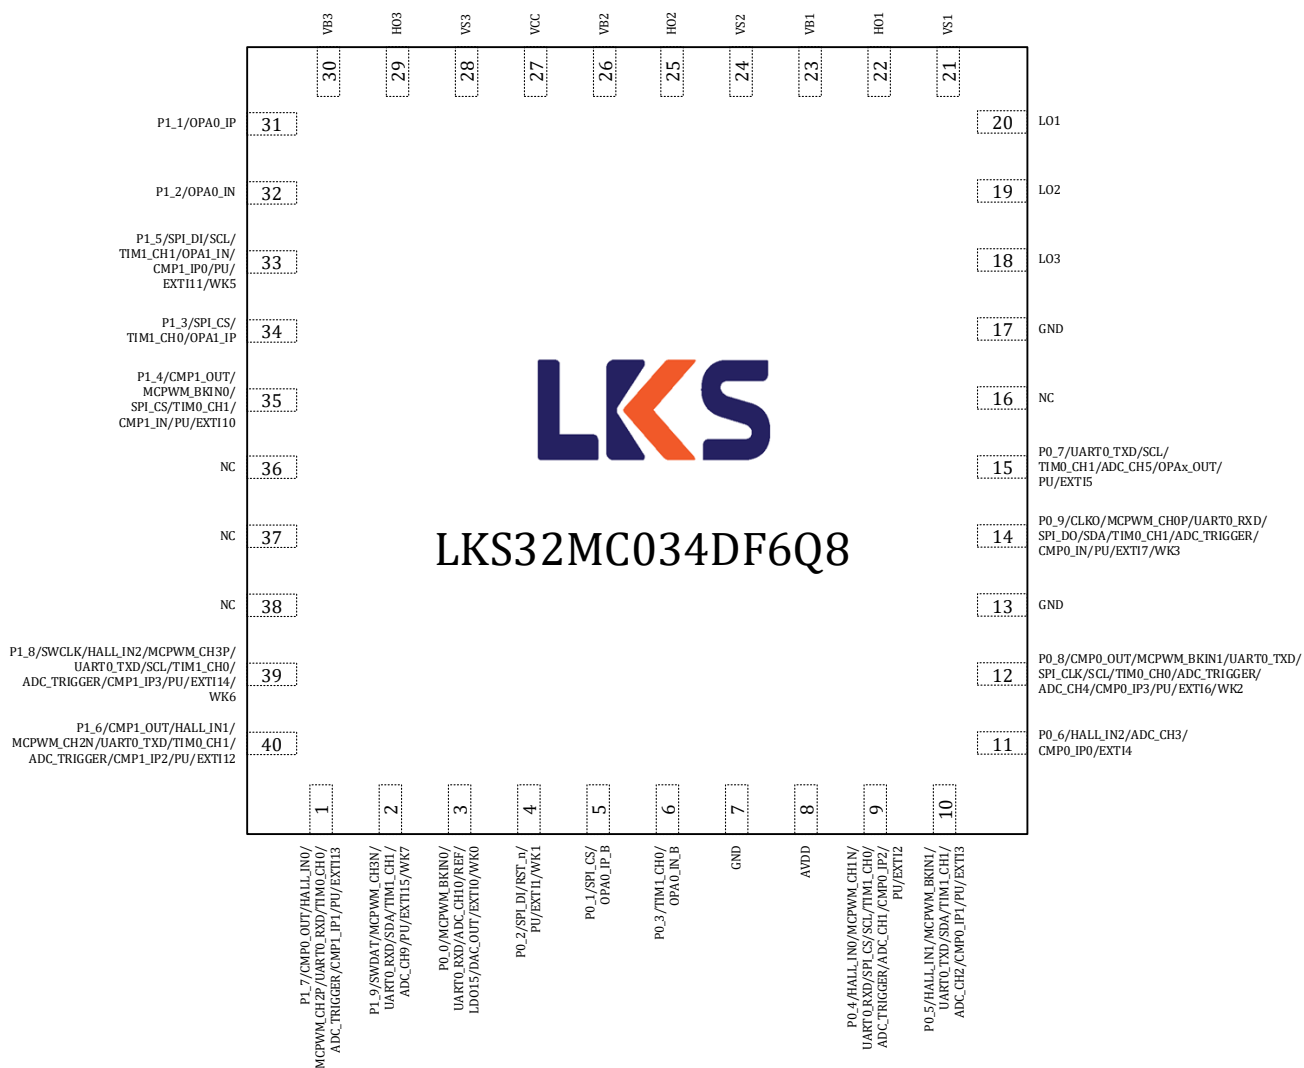 VB3
HO3
VS3
VCC
VB2
HO2
VS2
VB1
HO1
VS1
30
29
28
27
26
25
24
23
22
21
P1_1/OPA0_IP
31
P1_2/OPA0_IN
32
P1_5/SPI_DI/SCL/
TIM1_CH1/OPA1_IN/
CMP1_IP0/PU/
EXTI11/WK5
33
P1_3/SPI_CS/
TIM1_CH0/OPA1_IP
34
P1_4/CMP1_OUT/
MCPWM_BKIN0/
SPI_CS/TIM0_CH1/
CMP1_IN/PU/EXTI10
35
NC
36
NC
37
NC
38
P1_8/SWCLK/HALL_IN2/MCPWM_CH3P/
UART0_TXD/SCL/TIM1_CH0/
ADC_TRIGGER/CMP1_IP3/PU/EXTI14/
WK6
39
P1_6/CMP1_OUT/HALL_IN1/
MCPWM_CH2N/UART0_TXD/TIM0_CH1/
ADC_TRIGGER/CMP1_IP2/PU/EXTI12
40
LKS
LKS32MC034DF6Q8
20
LO1
19
LO2
18
LO3
17
GND
16
NC
15
P0_7/UART0_TXD/SCL/
TIM0_CH1/ADC_CH5/OPAx_OUT/
PU/EXTI5
14
P0_9/CLKO/MCPWM_CH0P/UART0_RXD/
SPI_DO/SDA/TIM0_CH1/ADC_TRIGGER/
CMP0_IN/PU/EXTI7/WK3
13
GND
12
P0_8/CMP0_OUT/MCPWM_BKIN1/UART0_TXD/
SPI_CLK/SCL/TIM0_CH0/ADC_TRIGGER/
ADC_CH4/CMP0_IP3/PU/EXTI6/WK2
11
P0_6/HALL_IN2/ADC_CH3/
CMP0_IP0/EXTI4
1
2
3
4
5
6
7
8
9
10
P1_7/CMP0_OUT/HALL_IN0/
MCPWM_CH2P/UART0_RXD/TIM0_CH0/
ADC_TRIGGER/CMP1_IP1/PU/EXTI13
P1_9/SWDAT/MCPWM_CH3N/
UART0_RXD/SDA/TIM1_CH1/
ADC_CH9/PU/EXTI15/WK7
P0_0/MCPWM_BKIN0/
UART0_RXD/ADC_CH10/REF/
LDO15/DAC_OUT/EXTI0/WK0
P0_2/SPI_DI/RST_n/
PU/EXTI1/WK1
P0_1/SPI_CS/
OPA0_IP_B
P0_3/TIM1_CH0/
OPA0_IN_B
GND
AVDD
P0_4/HALL_IN0/MCPWM_CH1N/
UART0_RXD/SPI_CS/SCL/TIM1_CH0/
ADC_TRIGGER/ADC_CH1/CMP0_IP2/
PU/EXTI2
P0_5/HALL_IN1/MCPWM_BKIN1/
UART0_TXD/SDA/TIM1_CH1/
ADC_CH2/CMP0_IP1/PU/EXTI3